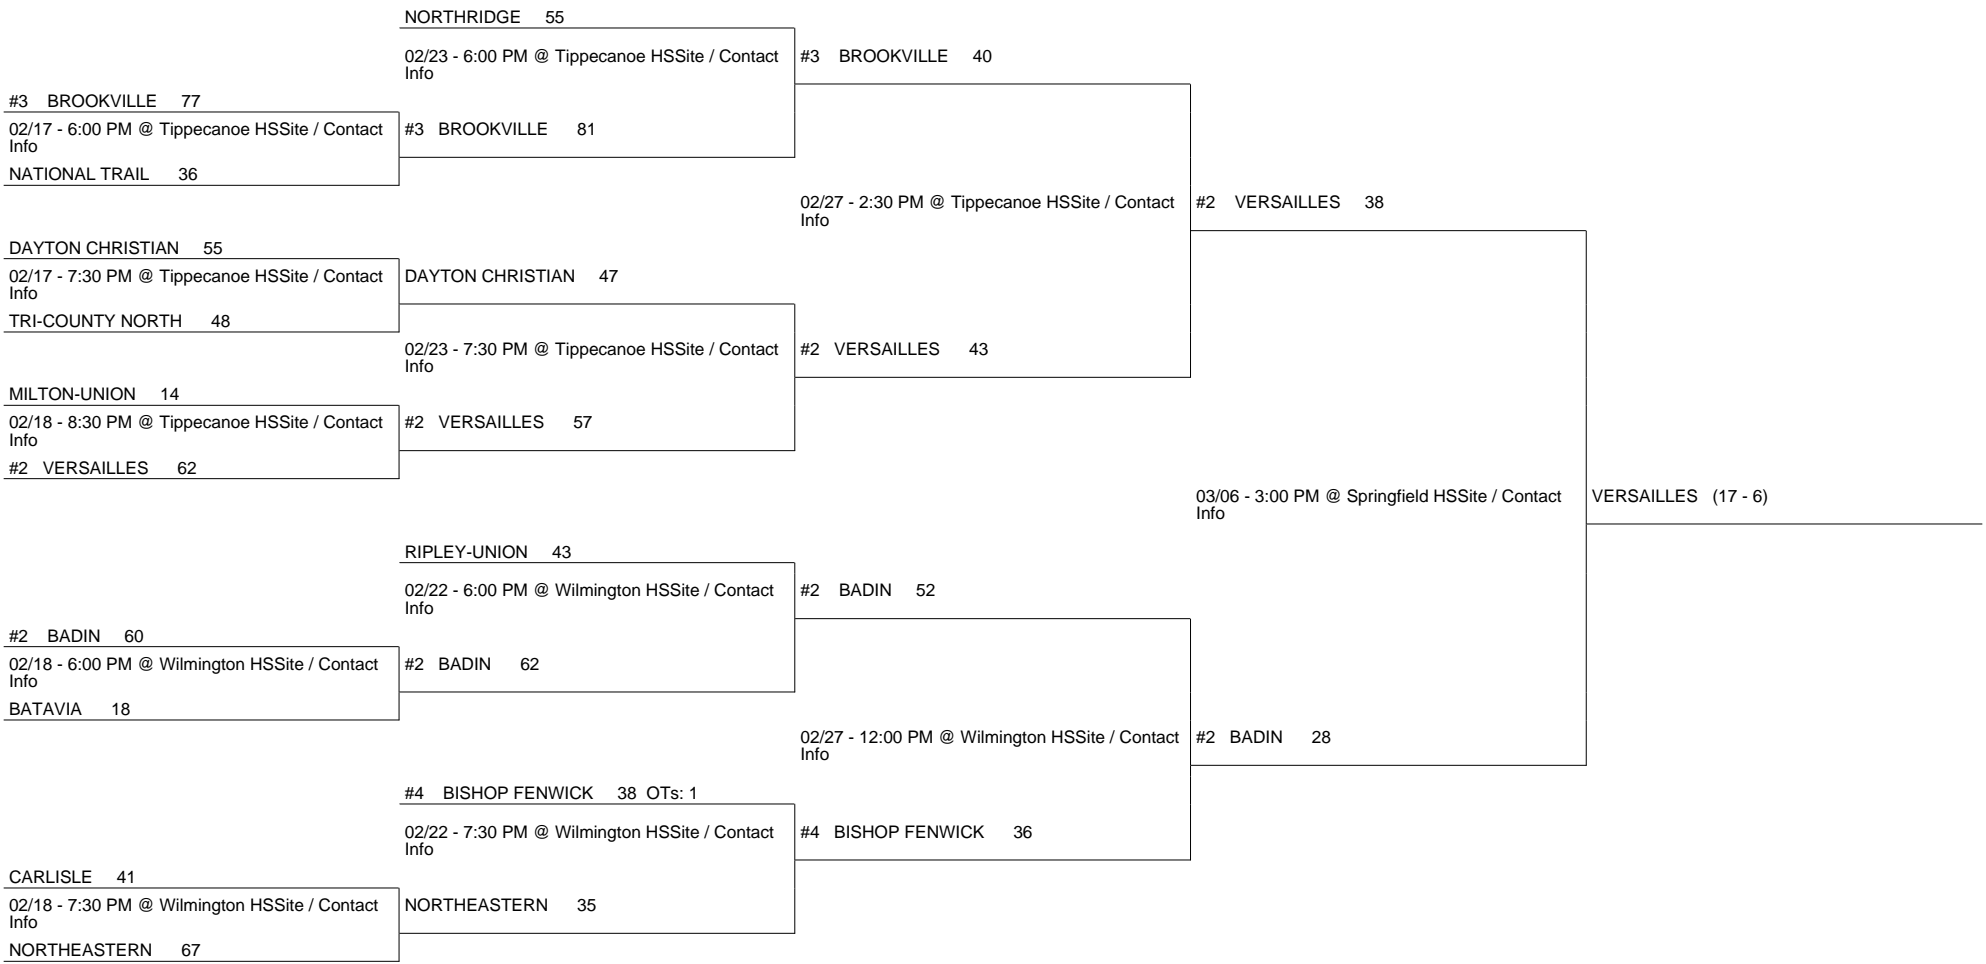 NORTHRIDGE 55
02/23 - 6:00 PM @ Tippecanoe HSSite / Contact
Info
#3 BROOKVILLE 40
#3 BROOKVILLE 77
02/17 - 6:00 PM @ Tippecanoe HSSite / Contact
Info
#3 BROOKVILLE 81
NATIONAL TRAIL 36
02/27 - 2:30 PM @ Tippecanoe HSSite / Contact
Info
#2 VERSAILLES 38
DAYTON CHRISTIAN 55
02/17 - 7:30 PM @ Tippecanoe HSSite / Contact
Info
DAYTON CHRISTIAN 47
TRI-COUNTY NORTH 48
02/23 - 7:30 PM @ Tippecanoe HSSite / Contact
Info
#2 VERSAILLES 43
MILTON-UNION 14
02/18 - 8:30 PM @ Tippecanoe HSSite / Contact
Info
#2 VERSAILLES 57
#2 VERSAILLES 62
03/06 - 3:00 PM @ Springfield HSSite / Contact
Info
VERSAILLES (17 - 6)
RIPLEY-UNION 43
02/22 - 6:00 PM @ Wilmington HSSite / Contact
Info
#2 BADIN 52
#2 BADIN 60
02/18 - 6:00 PM @ Wilmington HSSite / Contact
Info
#2 BADIN 62
BATAVIA 18
02/27 - 12:00 PM @ Wilmington HSSite / Contact
Info
#2 BADIN 28
#4 BISHOP FENWICK 38 OTs: 1
02/22 - 7:30 PM @ Wilmington HSSite / Contact
Info
#4 BISHOP FENWICK 36
CARLISLE 41
02/18 - 7:30 PM @ Wilmington HSSite / Contact
Info
NORTHEASTERN 35
NORTHEASTERN 67